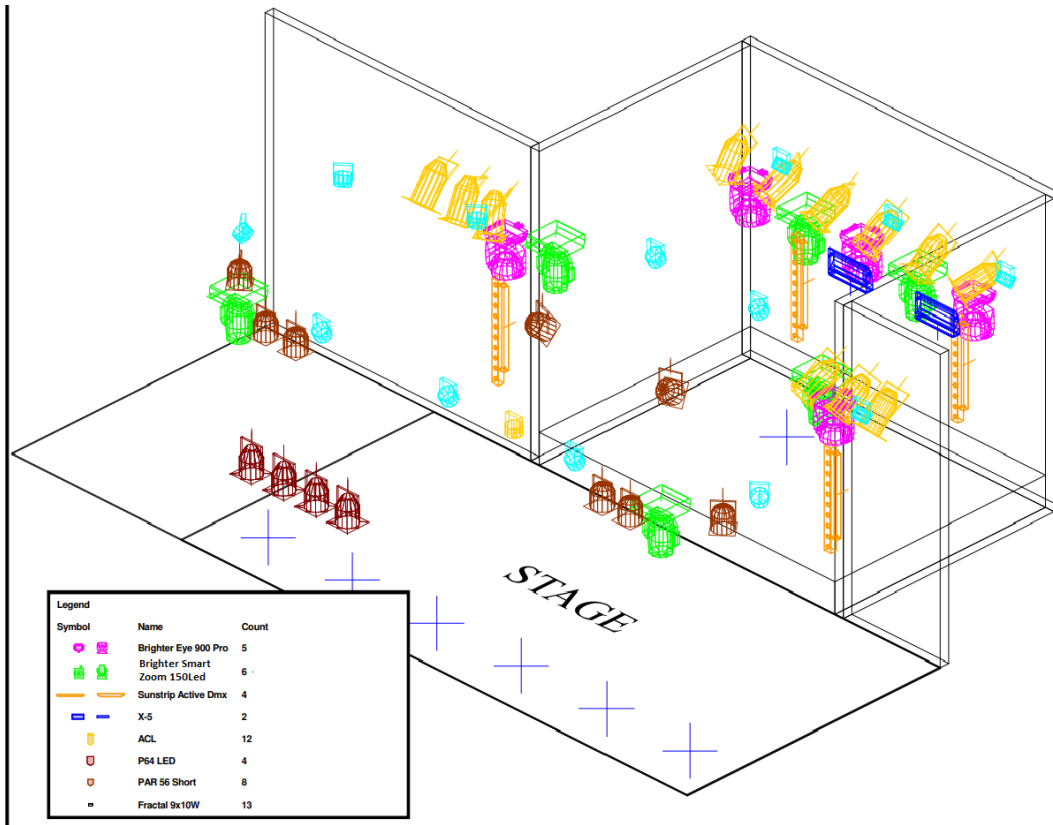 STAGE
Legend
Symbol Name Count
Brighter Eye 900 Pro 5
Brighter Smart
Zoom 150Led 6
Sunstrip Active Dmx 4
X-5 2
ACL 12
P64 LED 4
PAR 56 Short 8
Fractal 9x10W 13